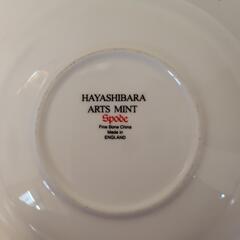 HAYASHIBARA
ARTS MINT
Spode
Fine Bone China
Made in
ENGLAND